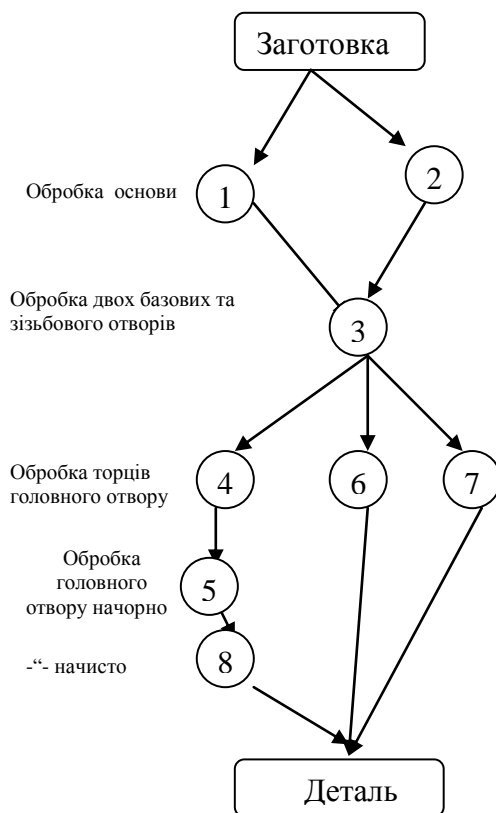 Заготовка
Обробка основи
1
2
Обробка двох базових та
зізьбового отворів
3
Обробка торців
головного отвору
4
6
7
Обробка
головного
отвору начорно
5
-“- начисто
8
Деталь